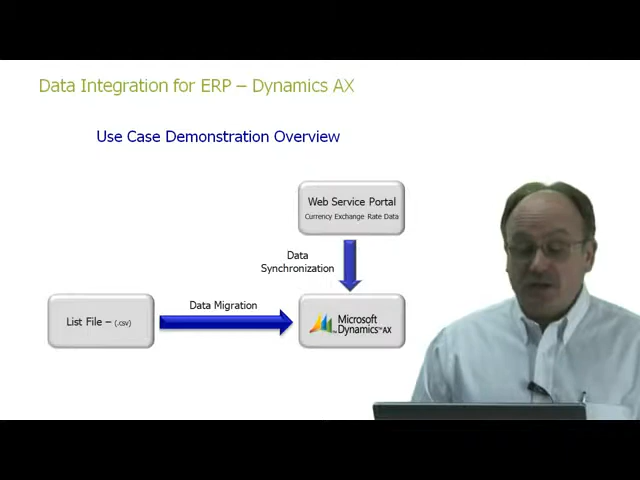 Data Integration for ERP – Dynamics AX
Use Case Demonstration Overview
Web Service Portal
Currency Exchange Rate Data
Data
Synchronization
Data Migration
List File – (.csv)
Microsoft
Dynamics™ AX